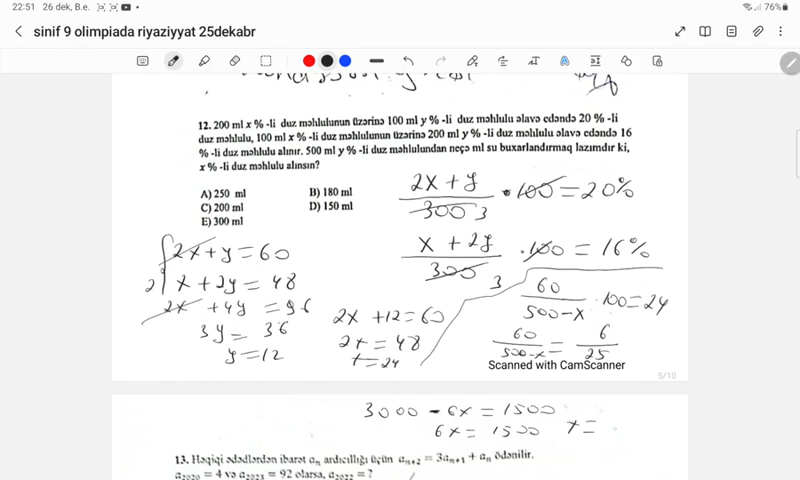 22:51 26 dek, B.e. 76%
sinif 9 olimpiada riyaziyyat 25dekabr
12. 200 ml x % -li duz məhlulunun üzərinə 100 ml y % -li duz məhlulu əlavə edəndə 20 % -li
duz məhlulu, 100 ml x % -li duz məhlulunun üzərinə 200 ml y % -li duz məhlulu əlavə edəndə 16
% -li duz məhlulu alınır. 500 ml y % -li duz məhlulundan neçə ml su buxarlandırmaq lazımdır ki,
x % -li duz məhlulu alınsın?
A) 250 ml B) 180 ml
C) 200 ml D) 150 ml
E) 300 ml
2x + y / 300 3 · 100 = 20%
x + 2y / 300 3 · 100 = 16%
2x + y = 60
2 | x + 2y = 48
2x + 4y = 96
3y = 36
y = 12
2x + 12 = 60
2x = 48
x = 24
60 / 500 - x · 100 = 24
60 / 500 - x = 6 / 25
Scanned with CamScanner
5/10
3000 - 6x = 1500
6x = 1500 x =
13. Həqiqi ədədlərdən ibarət aₙ ardıcıllığı üçün aₙ₊₂ = 3aₙ₊₁ + aₙ ödənilir.
a₂₀₂₀ = 4 və a₂₀₂₃ = 92 olarsa, a₂₀₂₂ = ?